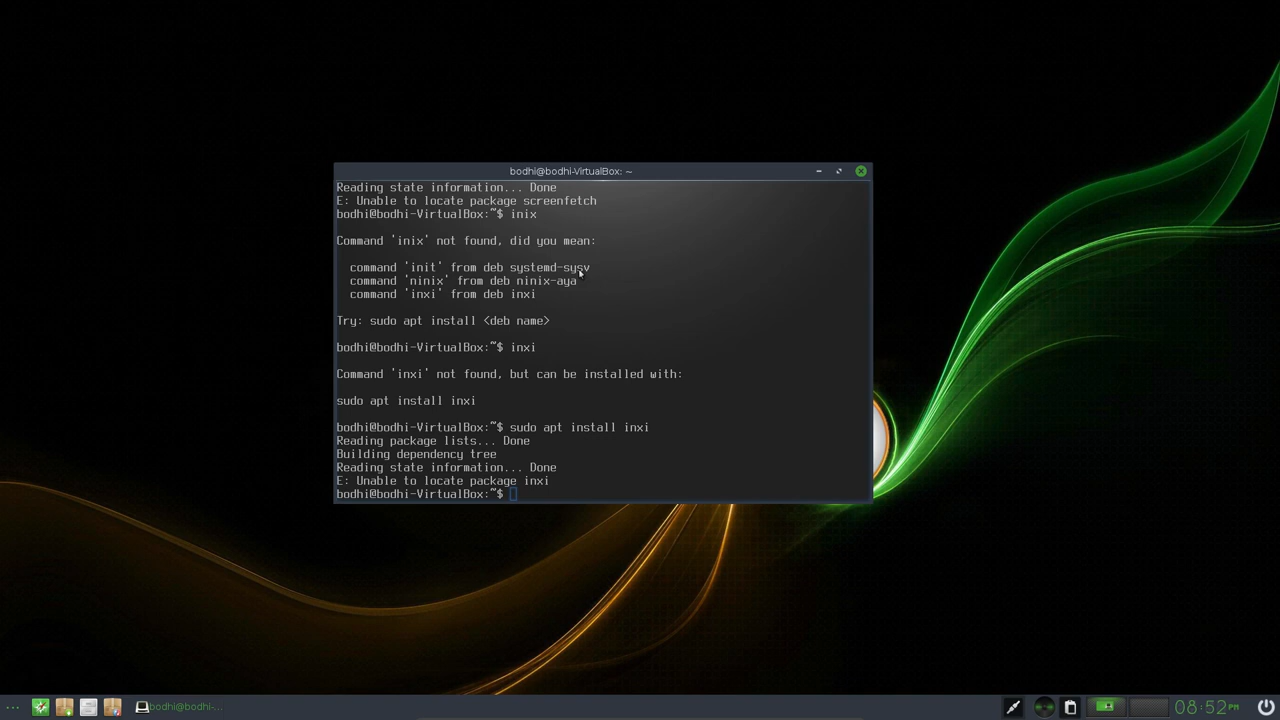 bodhi@bodhi-VirtualBox: ~
Reading state information... Done
E: Unable to locate package screenfetch
bodhi@bodhi-VirtualBox:~$ inix
Command 'inix' not found, did you mean:
command 'init' from deb systemd-sysv
command 'ninix' from deb ninix-aya
command 'inxi' from deb inxi
Try: sudo apt install <deb name>
bodhi@bodhi-VirtualBox:~$ inxi
Command 'inxi' not found, but can be installed with:
sudo apt install inxi
bodhi@bodhi-VirtualBox:~$ sudo apt install inxi
Reading package lists... Done
Building dependency tree
Reading state information... Done
E: Unable to locate package inxi
bodhi@bodhi-VirtualBox:~$
bodhi@bodhi-...
08:52 PM